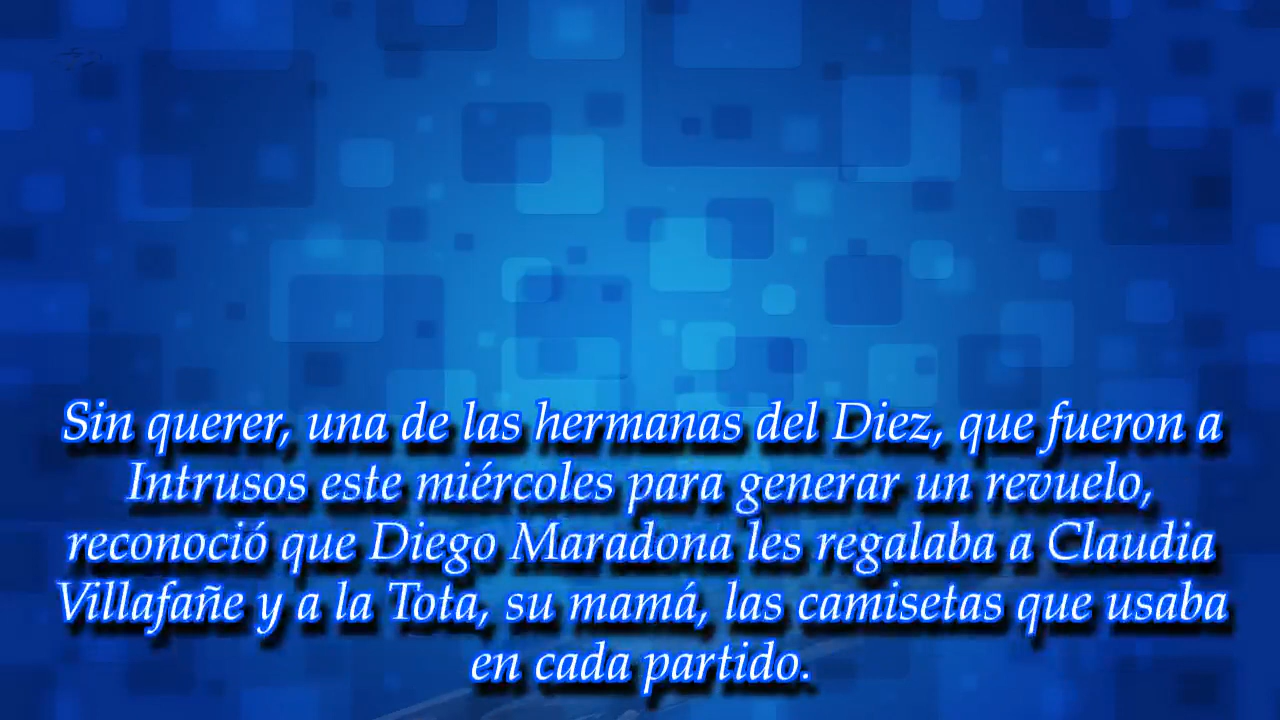 Sin querer, una de las hermanas del Diez, que fueron a
Intrusos este miércoles para generar un revuelo,
reconoció que Diego Maradona les regalaba a Claudia
Villafañe y a la Tota, su mamá, las camisetas que usaba
en cada partido.